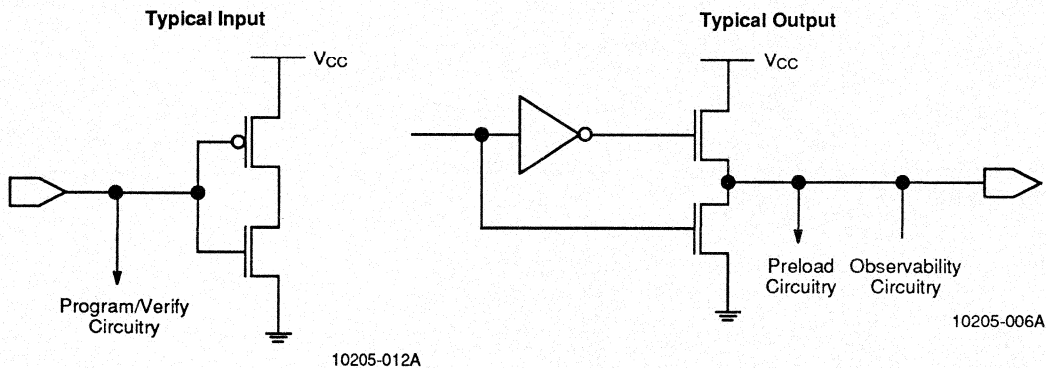 Typical Input
VCC
Program/Verify
Circuitry
10205-012A
Typical Output
VCC
Preload
Circuitry
Observability
Circuitry
10205-006A